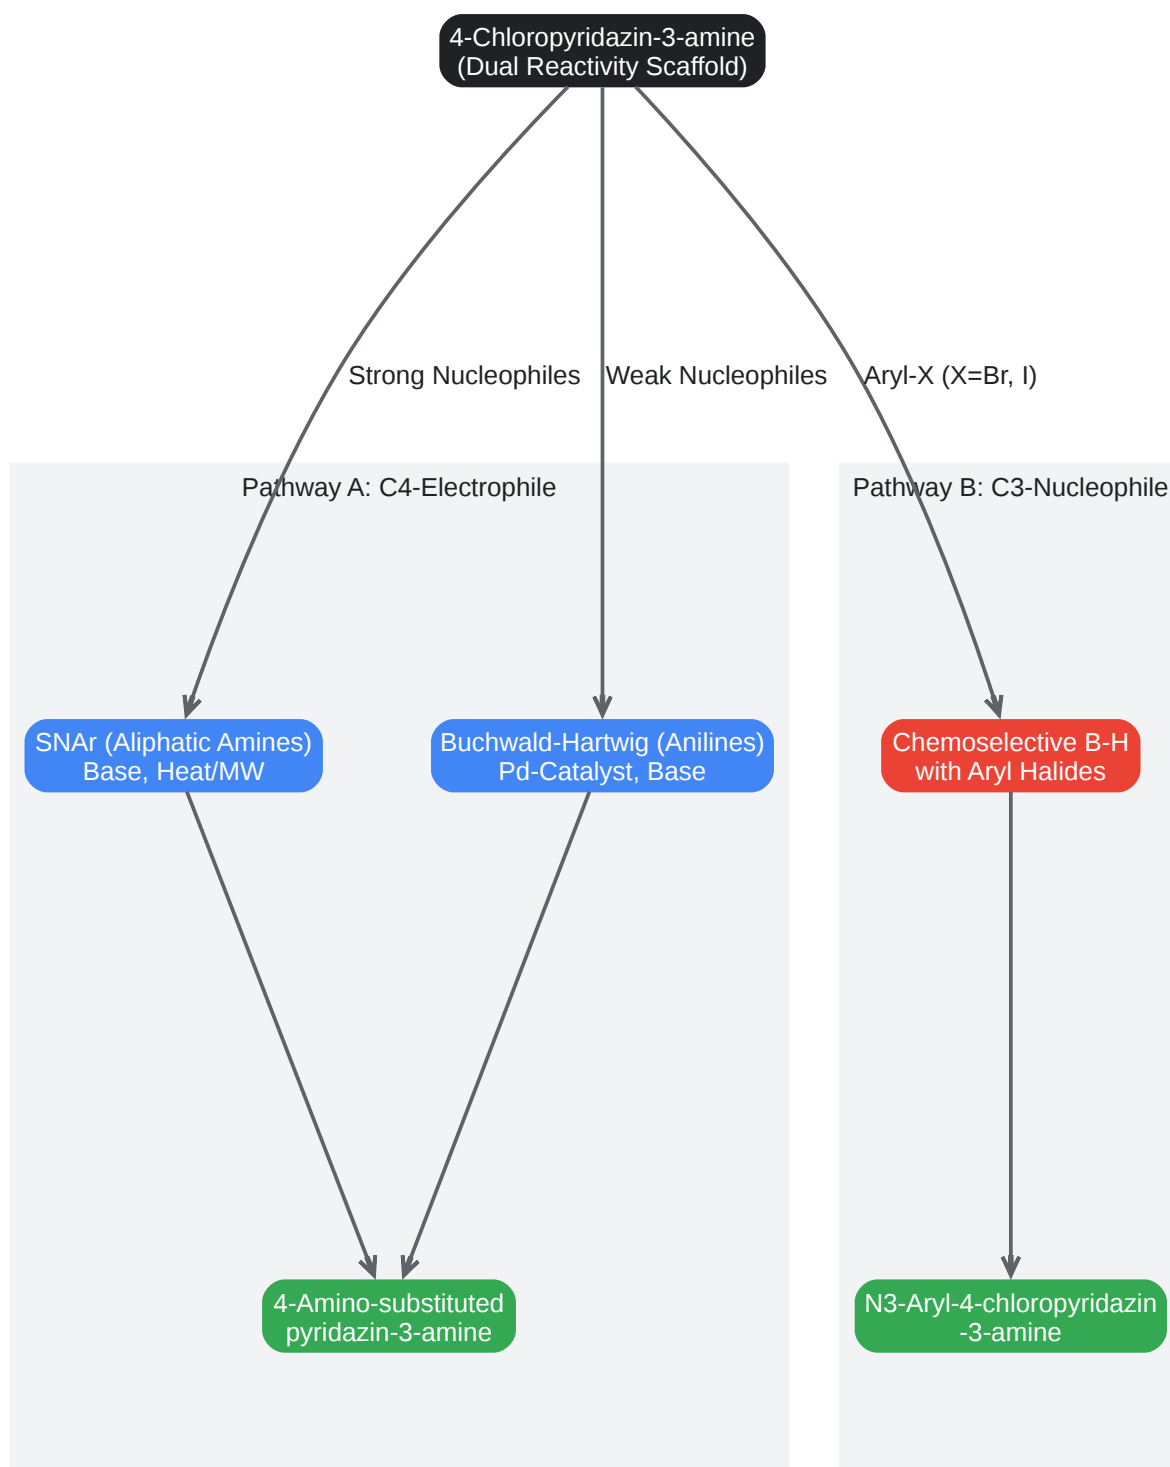 4-Chloropyridazin-3-amine
(Dual Reactivity Scaffold)
Strong Nucleophiles
Weak Nucleophiles
Aryl-X (X=Br, I)
Pathway A: C4-Electrophile
Pathway B: C3-Nucleophile
SNAr (Aliphatic Amines)
Base, Heat/MW
Buchwald-Hartwig (Anilines)
Pd-Catalyst, Base
Chemoselective B-H
with Aryl Halides
4-Amino-substituted
pyridazin-3-amine
N3-Aryl-4-chloropyridazin
-3-amine